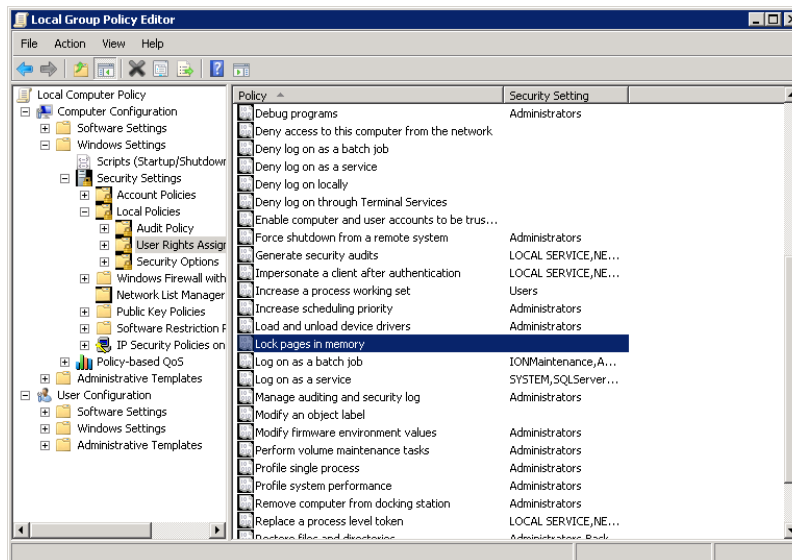 Local Group Policy Editor
File Action View Help
Local Computer Policy
Computer Configuration
Software Settings
Windows Settings
Scripts (Startup/Shutdown
Security Settings
Account Policies
Local Policies
Audit Policy
User Rights Assign
Security Options
Windows Firewall with
Network List Manager
Public Key Policies
Software Restriction P
IP Security Policies on
Policy-based QoS
Administrative Templates
User Configuration
Software Settings
Windows Settings
Administrative Templates
Policy Security Setting
Debug programs Administrators
Deny access to this computer from the network
Deny log on as a batch job
Deny log on as a service
Deny log on locally
Deny log on through Terminal Services
Enable computer and user accounts to be trus...
Force shutdown from a remote system Administrators
Generate security audits LOCAL SERVICE,NE...
Impersonate a client after authentication LOCAL SERVICE,NE...
Increase a process working set Users
Increase scheduling priority Administrators
Load and unload device drivers Administrators
Lock pages in memory
Log on as a batch job IONMaintenance,A...
Log on as a service SYSTEM,SQLServer...
Manage auditing and security log Administrators
Modify an object label
Modify firmware environment values Administrators
Perform volume maintenance tasks Administrators
Profile single process Administrators
Profile system performance Administrators
Remove computer from docking station Administrators
Replace a process level token LOCAL SERVICE,NE...
Restore files and directories Administrators,Back...